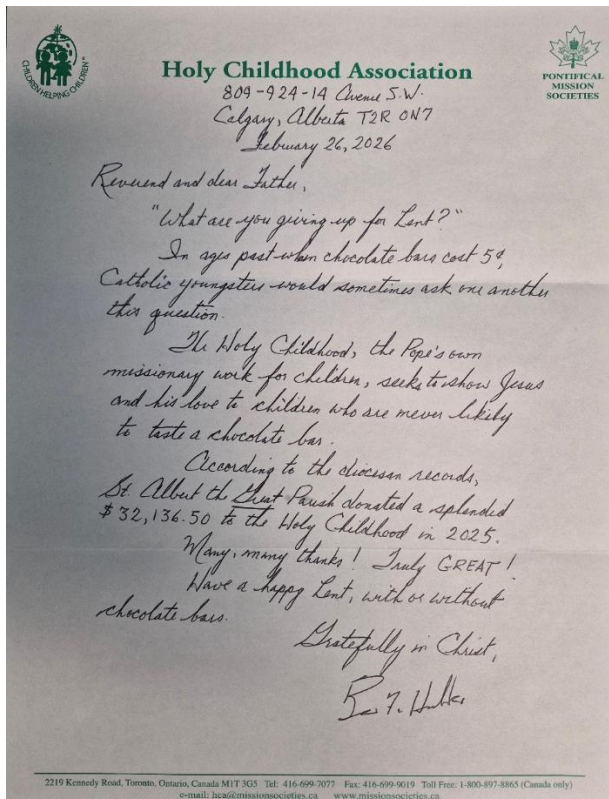 CHILDREN HELPING CHILDREN®
Holy Childhood Association
PONTIFICAL
MISSION
SOCIETIES
809-924-14 Avenue S.W.
Calgary, Alberta T2R 0N7
February 26, 2026
Reverend and dear Father,
"What are you giving up for Lent?"
In ages past when chocolate bars cost 5¢,
Catholic youngsters would sometimes ask one another
this question.
The Holy Childhood, the Pope's own
missionary work for children, seeks to show Jesus
and his love to children who are never likely
to taste a chocolate bar.
According to the diocesan records,
St. Albert the Great Parish donated a splendid
$32,136.50 to the Holy Childhood in 2025.
Many, many thanks! Truly GREAT!
Have a happy Lent, with or without
chocolate bars.
Gratefully in Christ,
2219 Kennedy Road, Toronto, Ontario, Canada M1T 3G5 Tel: 416-699-7077 Fax: 416-699-9019 Toll Free: 1-800-897-8865 (Canada only)
e-mail: hca@missionsocieties.ca www.missionsocieties.ca